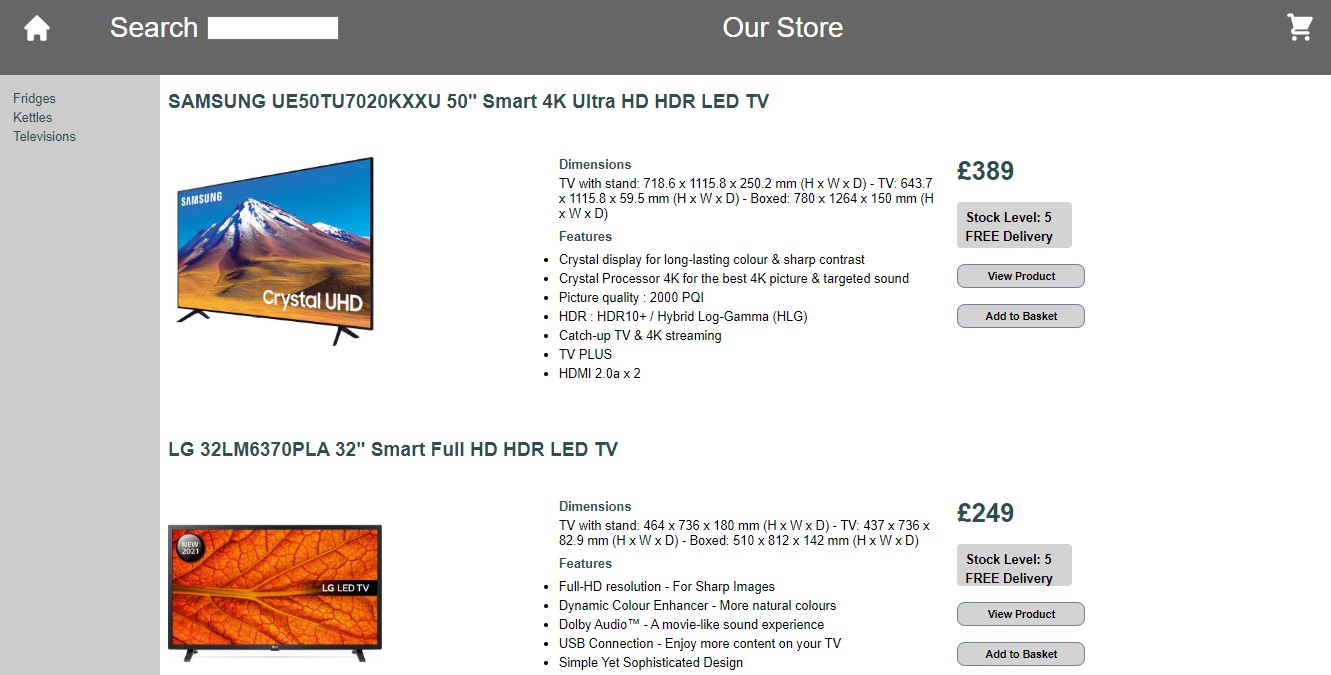 Search
Our Store
Fridges
Kettles
Televisions
SAMSUNG UE50TU7020KXXU 50" Smart 4K Ultra HD HDR LED TV
SAMSUNG
Crystal UHD
Dimensions
TV with stand: 718.6 x 1115.8 x 250.2 mm (H x W x D) - TV: 643.7
x 1115.8 x 59.5 mm (H x W x D) - Boxed: 780 x 1264 x 150 mm (H
x W x D)
Features
• Crystal display for long-lasting colour & sharp contrast
• Crystal Processor 4K for the best 4K picture & targeted sound
• Picture quality : 2000 PQI
• HDR : HDR10+ / Hybrid Log-Gamma (HLG)
• Catch-up TV & 4K streaming
• TV PLUS
• HDMI 2.0a x 2
£389
Stock Level: 5
FREE Delivery
View Product
Add to Basket
LG 32LM6370PLA 32" Smart Full HD HDR LED TV
NEW
2021
LG LED TV
Dimensions
TV with stand: 464 x 736 x 180 mm (H x W x D) - TV: 437 x 736 x
82.9 mm (H x W x D) - Boxed: 510 x 812 x 142 mm (H x W x D)
Features
• Full-HD resolution - For Sharp Images
• Dynamic Colour Enhancer - More natural colours
• Dolby Audio™ - A movie-like sound experience
• USB Connection - Enjoy more content on your TV
• Simple Yet Sophisticated Design
£249
Stock Level: 5
FREE Delivery
View Product
Add to Basket